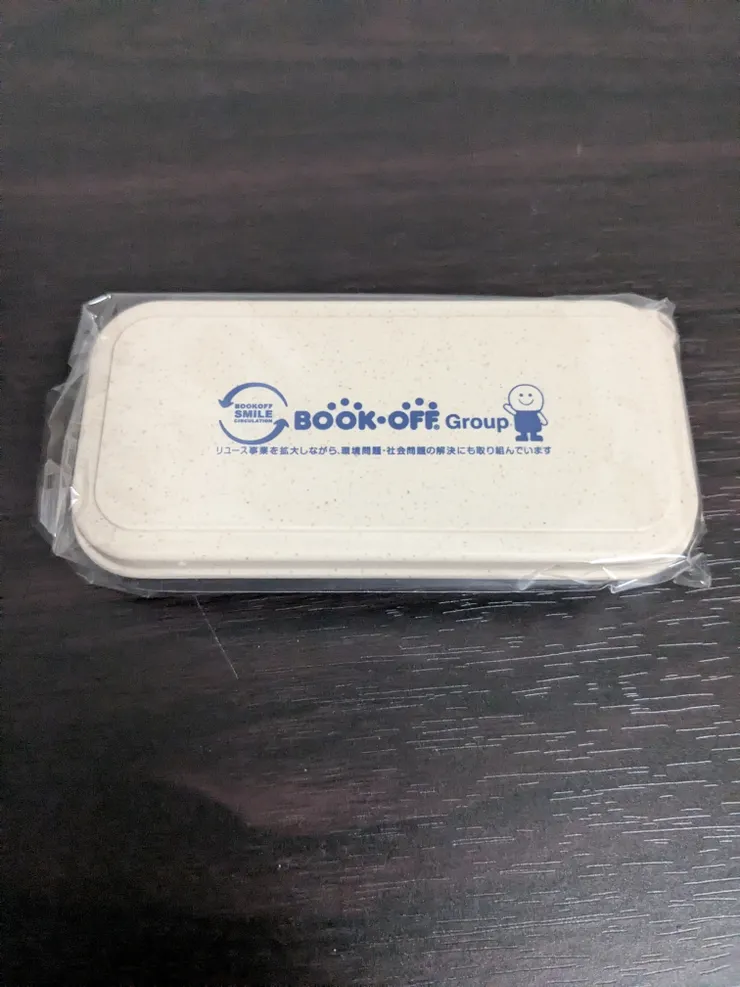 BOOKOFF
SMiLE
CIRCULATION
BOOK・OFF Group
リユース事業を拡大しながら、環境問題・社会問題の解決にも取り組んでいます